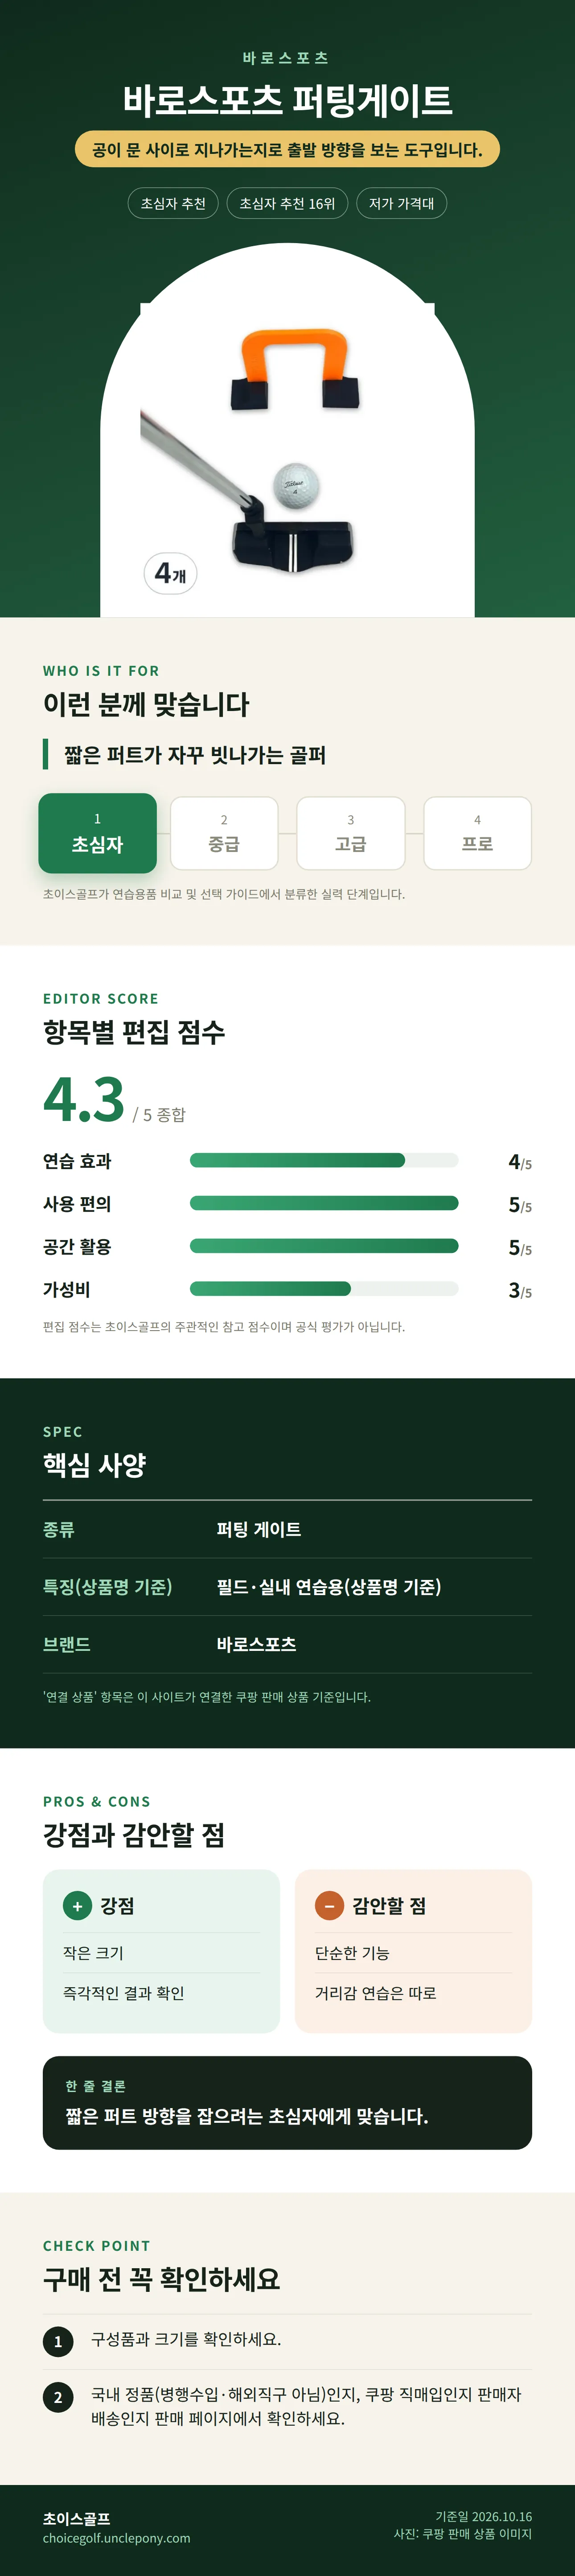 바로스포츠
바로스포츠 퍼팅게이트
공이 문 사이로 지나가는지로 출발 방향을 보는 도구입니다.
초심자 추천
초심자 추천 16위
저가 가격대
Titleist
4
4개
WHO IS IT FOR
이런 분께 맞습니다
짧은 퍼트가 자꾸 빗나가는 골퍼
1
초심자
2
중급
3
고급
4
프로
초이스골프가 연습용품 비교 및 선택 가이드에서 분류한 실력 단계입니다.
EDITOR SCORE
항목별 편집 점수
4.3 / 5 종합
연습 효과 4/5
사용 편의 5/5
공간 활용 5/5
가성비 3/5
편집 점수는 초이스골프의 주관적인 참고 점수이며 공식 평가가 아닙니다.
SPEC
핵심 사양
종류 퍼팅 게이트
특징(상품명 기준) 필드·실내 연습용(상품명 기준)
브랜드 바로스포츠
'연결 상품' 항목은 이 사이트가 연결한 쿠팡 판매 상품 기준입니다.
PROS & CONS
강점과 감안할 점
+ 강점
작은 크기
즉각적인 결과 확인
− 감안할 점
단순한 기능
거리감 연습은 따로
한 줄 결론
짧은 퍼트 방향을 잡으려는 초심자에게 맞습니다.
CHECK POINT
구매 전 꼭 확인하세요
1 구성품과 크기를 확인하세요.
2 국내 정품(병행수입·해외직구 아님)인지, 쿠팡 직매입인지 판매자
배송인지 판매 페이지에서 확인하세요.
초이스골프
choicegolf.unclepony.com
기준일 2026.10.16
사진: 쿠팡 판매 상품 이미지